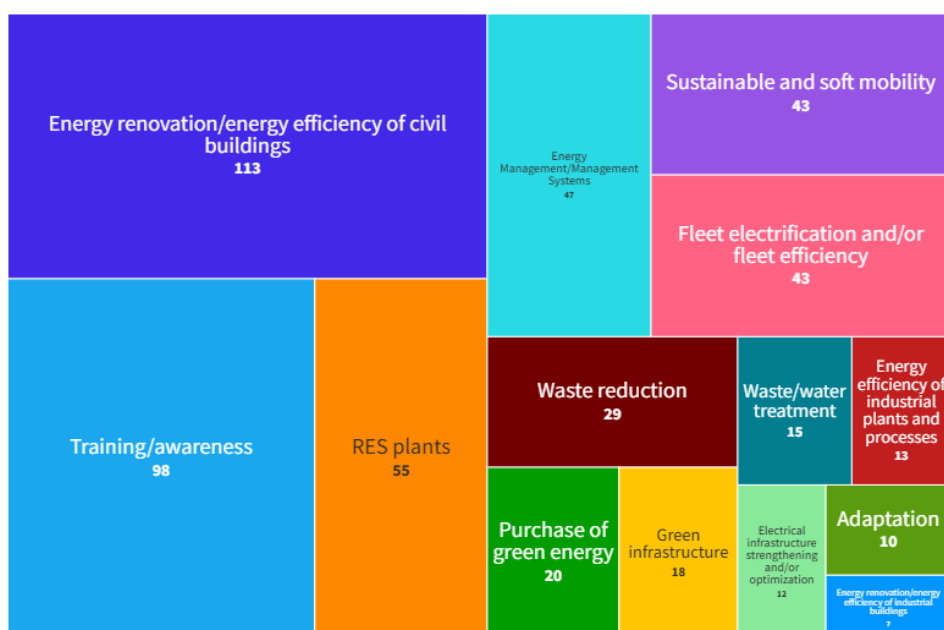 Energy renovation/energy efficiency of civil
buildings
113
Energy
Management/Management
Systems
47
Sustainable and soft mobility
43
Fleet electrification and/or
fleet efficiency
43
Training/awareness
98
RES plants
55
Waste reduction
29
Waste/water
treatment
15
Energy
efficiency of
industrial
plants and
processes
13
Purchase of
green energy
20
Green
infrastructure
18
Electrical
infrastructure
strengthening
and/or
optimization
12
Adaptation
10
Energy renovation/energy
efficiency of industrial
buildings
7